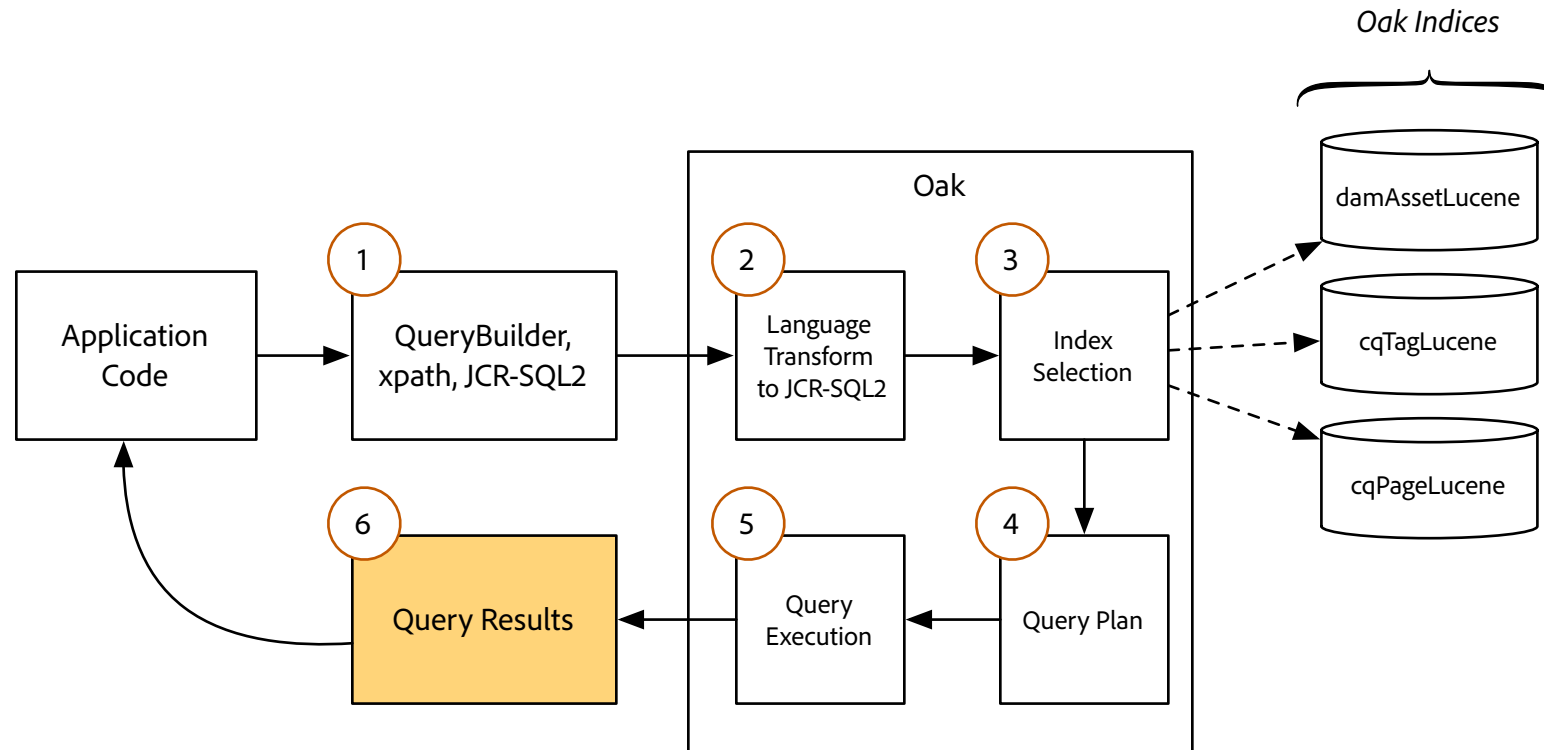 Oak Indices
Oak
damAssetLucene
1
2
3
Application
Code
QueryBuilder,
xpath, JCR-SQL2
Language
Transform
to JCR-SQL2
Index
Selection
cqTagLucene
cqPageLucene
6
5
4
Query Results
Query
Execution
Query Plan